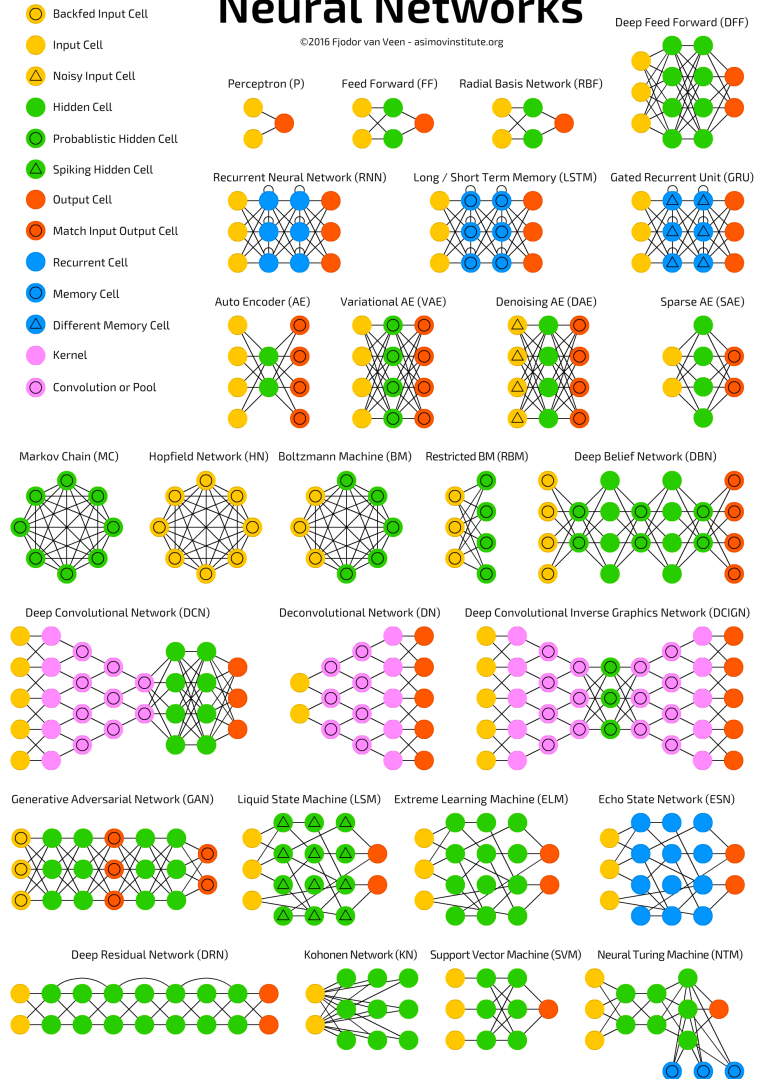 Neural Networks
©2016 Fjodor van Veen - asimovinstitute.org
Backfed Input Cell
Input Cell
Noisy Input Cell
Hidden Cell
Probablistic Hidden Cell
Spiking Hidden Cell
Output Cell
Match Input Output Cell
Recurrent Cell
Memory Cell
Different Memory Cell
Kernel
Convolution or Pool
Deep Feed Forward (DFF)
Perceptron (P)
Feed Forward (FF)
Radial Basis Network (RBF)
Recurrent Neural Network (RNN)
Long / Short Term Memory (LSTM)
Gated Recurrent Unit (GRU)
Auto Encoder (AE)
Variational AE (VAE)
Denoising AE (DAE)
Sparse AE (SAE)
Markov Chain (MC)
Hopfield Network (HN)
Boltzmann Machine (BM)
Restricted BM (RBM)
Deep Belief Network (DBN)
Deep Convolutional Network (DCN)
Deconvolutional Network (DN)
Deep Convolutional Inverse Graphics Network (DCIGN)
Generative Adversarial Network (GAN)
Liquid State Machine (LSM)
Extreme Learning Machine (ELM)
Echo State Network (ESN)
Deep Residual Network (DRN)
Kohonen Network (KN)
Support Vector Machine (SVM)
Neural Turing Machine (NTM)